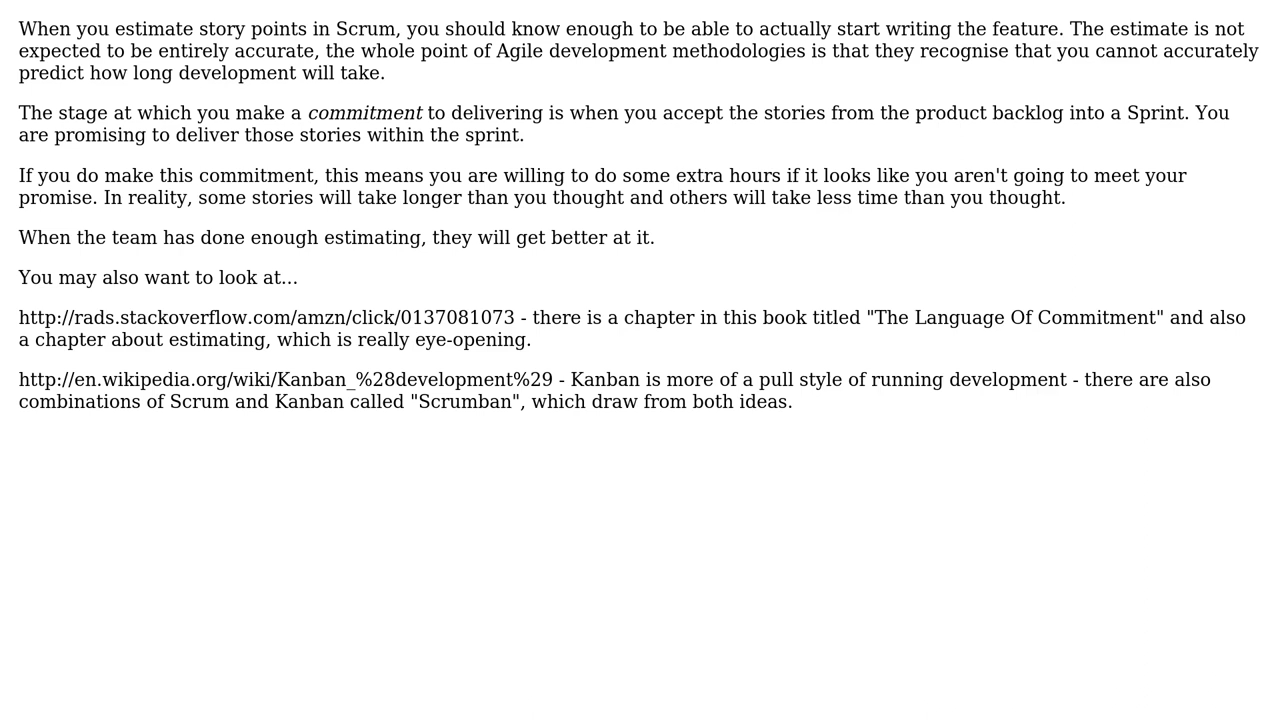 When you estimate story points in Scrum, you should know enough to be able to actually start writing the feature. The estimate is not
expected to be entirely accurate, the whole point of Agile development methodologies is that they recognise that you cannot accurately
predict how long development will take.
The stage at which you make a commitment to delivering is when you accept the stories from the product backlog into a Sprint. You
are promising to deliver those stories within the sprint.
If you do make this commitment, this means you are willing to do some extra hours if it looks like you aren't going to meet your
promise. In reality, some stories will take longer than you thought and others will take less time than you thought.
When the team has done enough estimating, they will get better at it.
You may also want to look at...
http://rads.stackoverflow.com/amzn/click/0137081073 - there is a chapter in this book titled "The Language Of Commitment" and also
a chapter about estimating, which is really eye-opening.
http://en.wikipedia.org/wiki/Kanban_%28development%29 - Kanban is more of a pull style of running development - there are also
combinations of Scrum and Kanban called "Scrumban", which draw from both ideas.